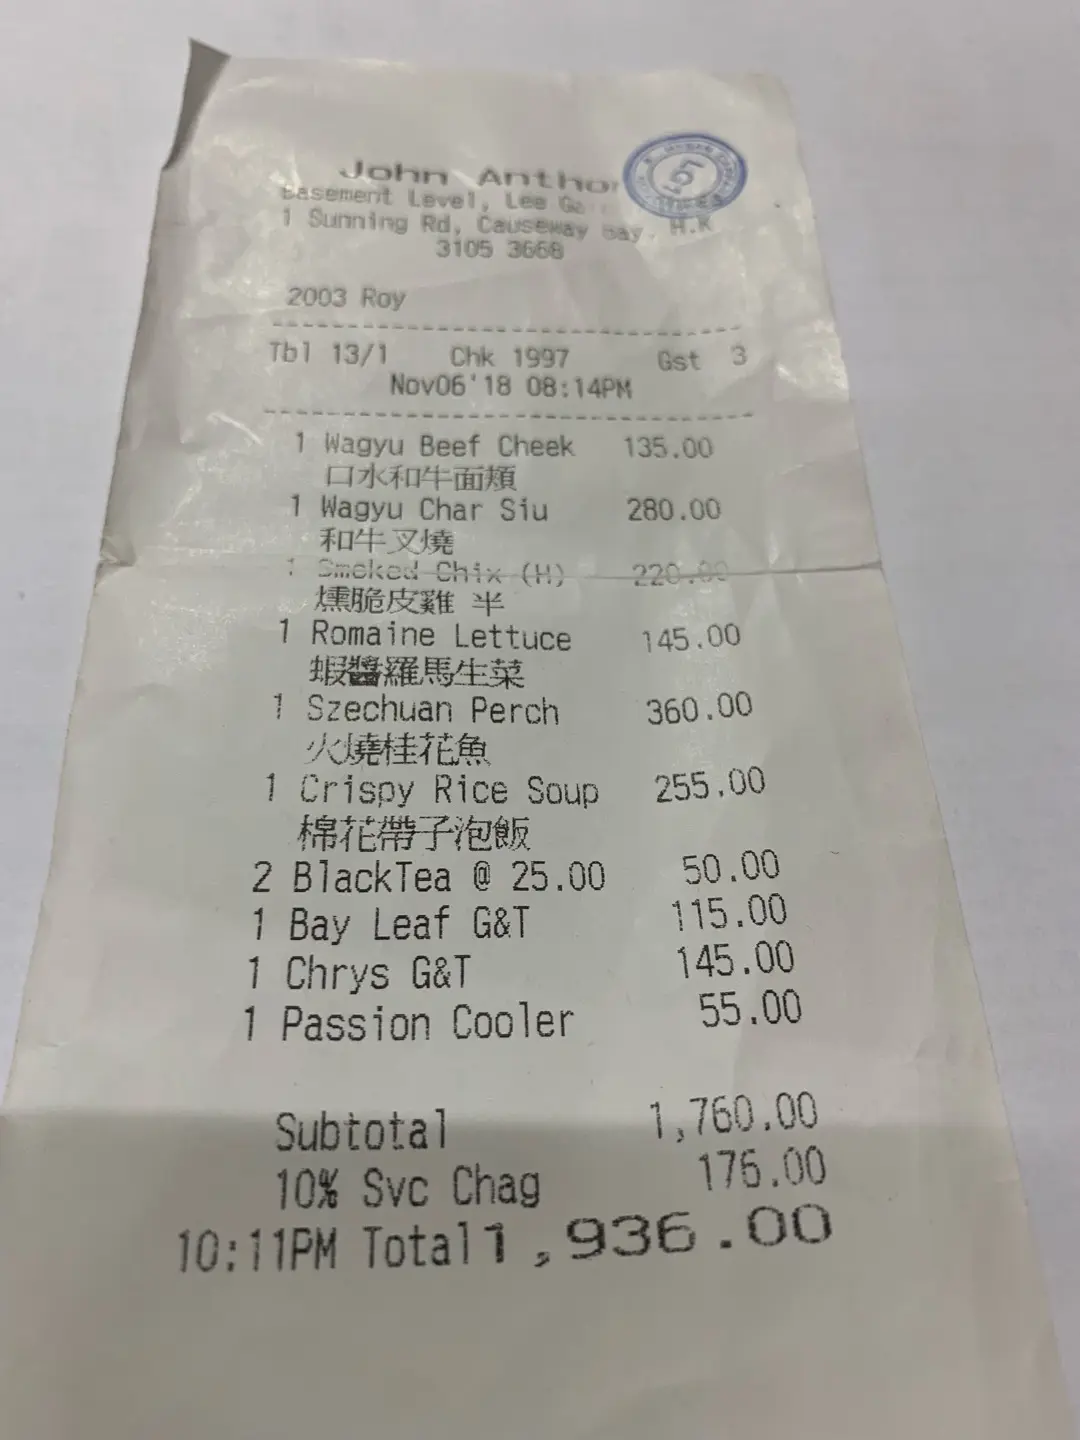 John Anthon
Basement Level, Lee Ga
1 Sunning Rd, Causeway Bay, H.K
3105 3668
2003 Roy
Tbl 13/1 Chk 1997 Gst 3
Nov06'18 08:14PM
1 Wagyu Beef Cheek 135.00
口水和牛面頰
1 Wagyu Char Siu 280.00
和牛叉燒
1 Smoked Chix (H) 220.00
燻脆皮雞 半
1 Romaine Lettuce 145.00
蝦醬羅馬生菜
1 Szechuan Perch 360.00
火燒桂花魚
1 Crispy Rice Soup 255.00
棉花帶子泡飯
2 BlackTea @ 25.00 50.00
1 Bay Leaf G&T 115.00
1 Chrys G&T 145.00
1 Passion Cooler 55.00
Subtotal 1,760.00
10% Svc Chag 176.00
10:11PM Total 1,936.00